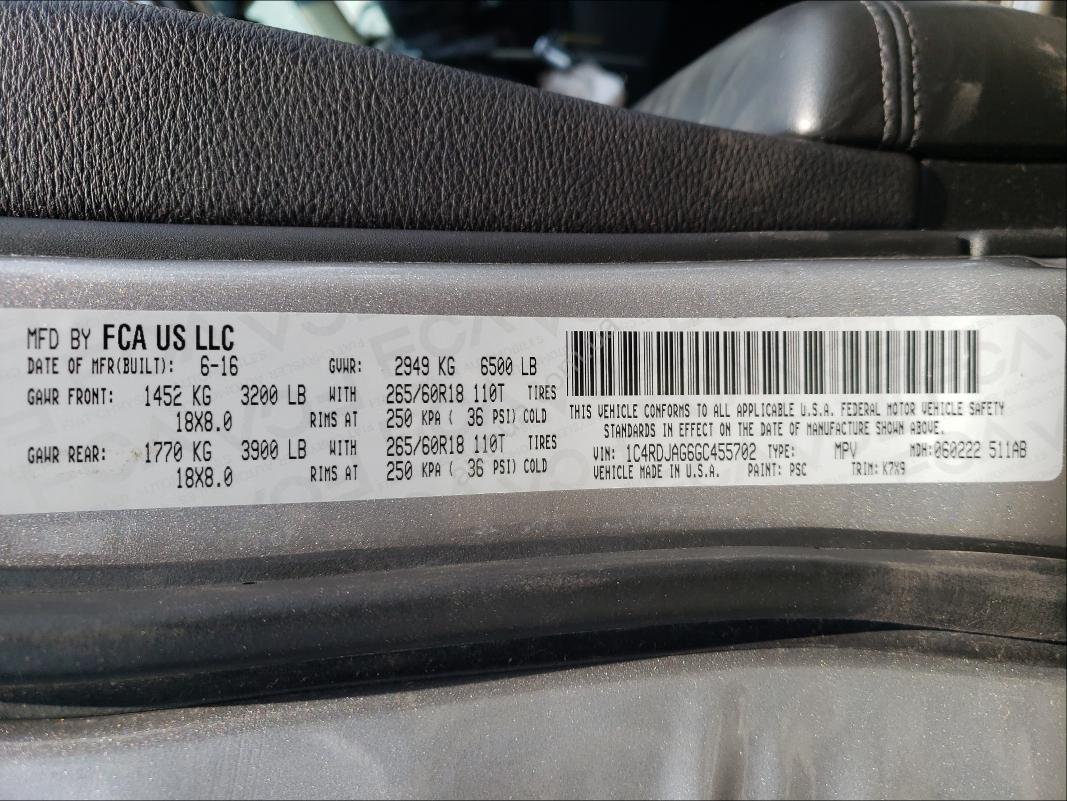 MFD BY FCA US LLC
DATE OF MFR(BUILT): 6-16 GVWR: 2949 KG 6500 LB
GAWR FRONT: 1452 KG 3200 LB WITH 265/60R18 110T TIRES
18X8.0 RIMS AT 250 KPA ( 36 PSI) COLD
GAWR REAR: 1770 KG 3900 LB WITH 265/60R18 110T TIRES
18X8.0 RIMS AT 250 KPA ( 36 PSI) COLD
THIS VEHICLE CONFORMS TO ALL APPLICABLE U.S.A. FEDERAL MOTOR VEHICLE SAFETY
STANDARDS IN EFFECT ON THE DATE OF MANUFACTURE SHOWN ABOVE.
VIN: 1C4RDJAG6GC455702 TYPE: MPV MDH:060222 511AB
VEHICLE MADE IN U.S.A. PAINT: PSC TRIM: K7X9